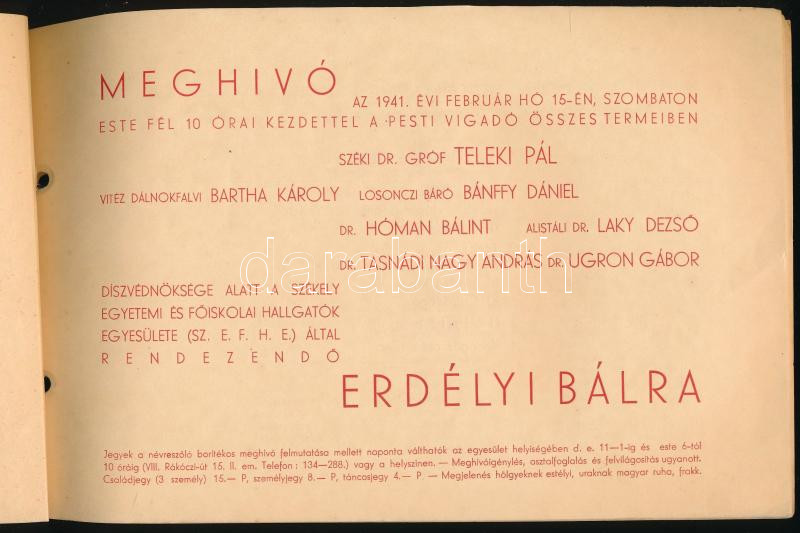 MEGHIVÓ
AZ 1941. ÉVI FEBRUÁR HÓ 15-ÉN, SZOMBATON
ESTE FÉL 10 ÓRAI KEZDETTEL A PESTI VIGADÓ ÖSSZES TERMEIBEN
SZÉKI DR. GRÓF TELEKI PÁL
VITÉZ DÁLNOKFALVI BARTHA KÁROLY LOSONCZI BÁRÓ BÁNFFY DÁNIEL
DR. HÓMAN BÁLINT ALISTÁLI DR. LAKY DEZSŐ
DR. TASNÁDI NAGY ANDRÁS DR. UGRON GÁBOR
darabanth
DÍSZVÉDNÖKSÉGE ALATT A SZÉKELY
EGYETEMI ÉS FŐISKOLAI HALLGATÓK
EGYESÜLETE (SZ. E. F. H. E.) ÁLTAL
RENDEZENDŐ
ERDÉLYI BÁLRA
Jegyek a névreszóló borítékos meghívó felmutatása mellett naponta válthatók az egyesület helyiségében d. e. 11—1-ig és este 6-tól
10 óráig (VIII. Rákóczi-út 15. II. em. Telefon: 134—288.) vagy a helyszinen. — Meghívóigénylés, asztalfoglalás és felvilágosítás ugyanott.
Családjegy (3 személy) 15.— P, személyjegy 8.— P, táncosjegy 4.— P — Megjelenés hölgyeknek estélyi, uraknak magyar ruha, frakk.